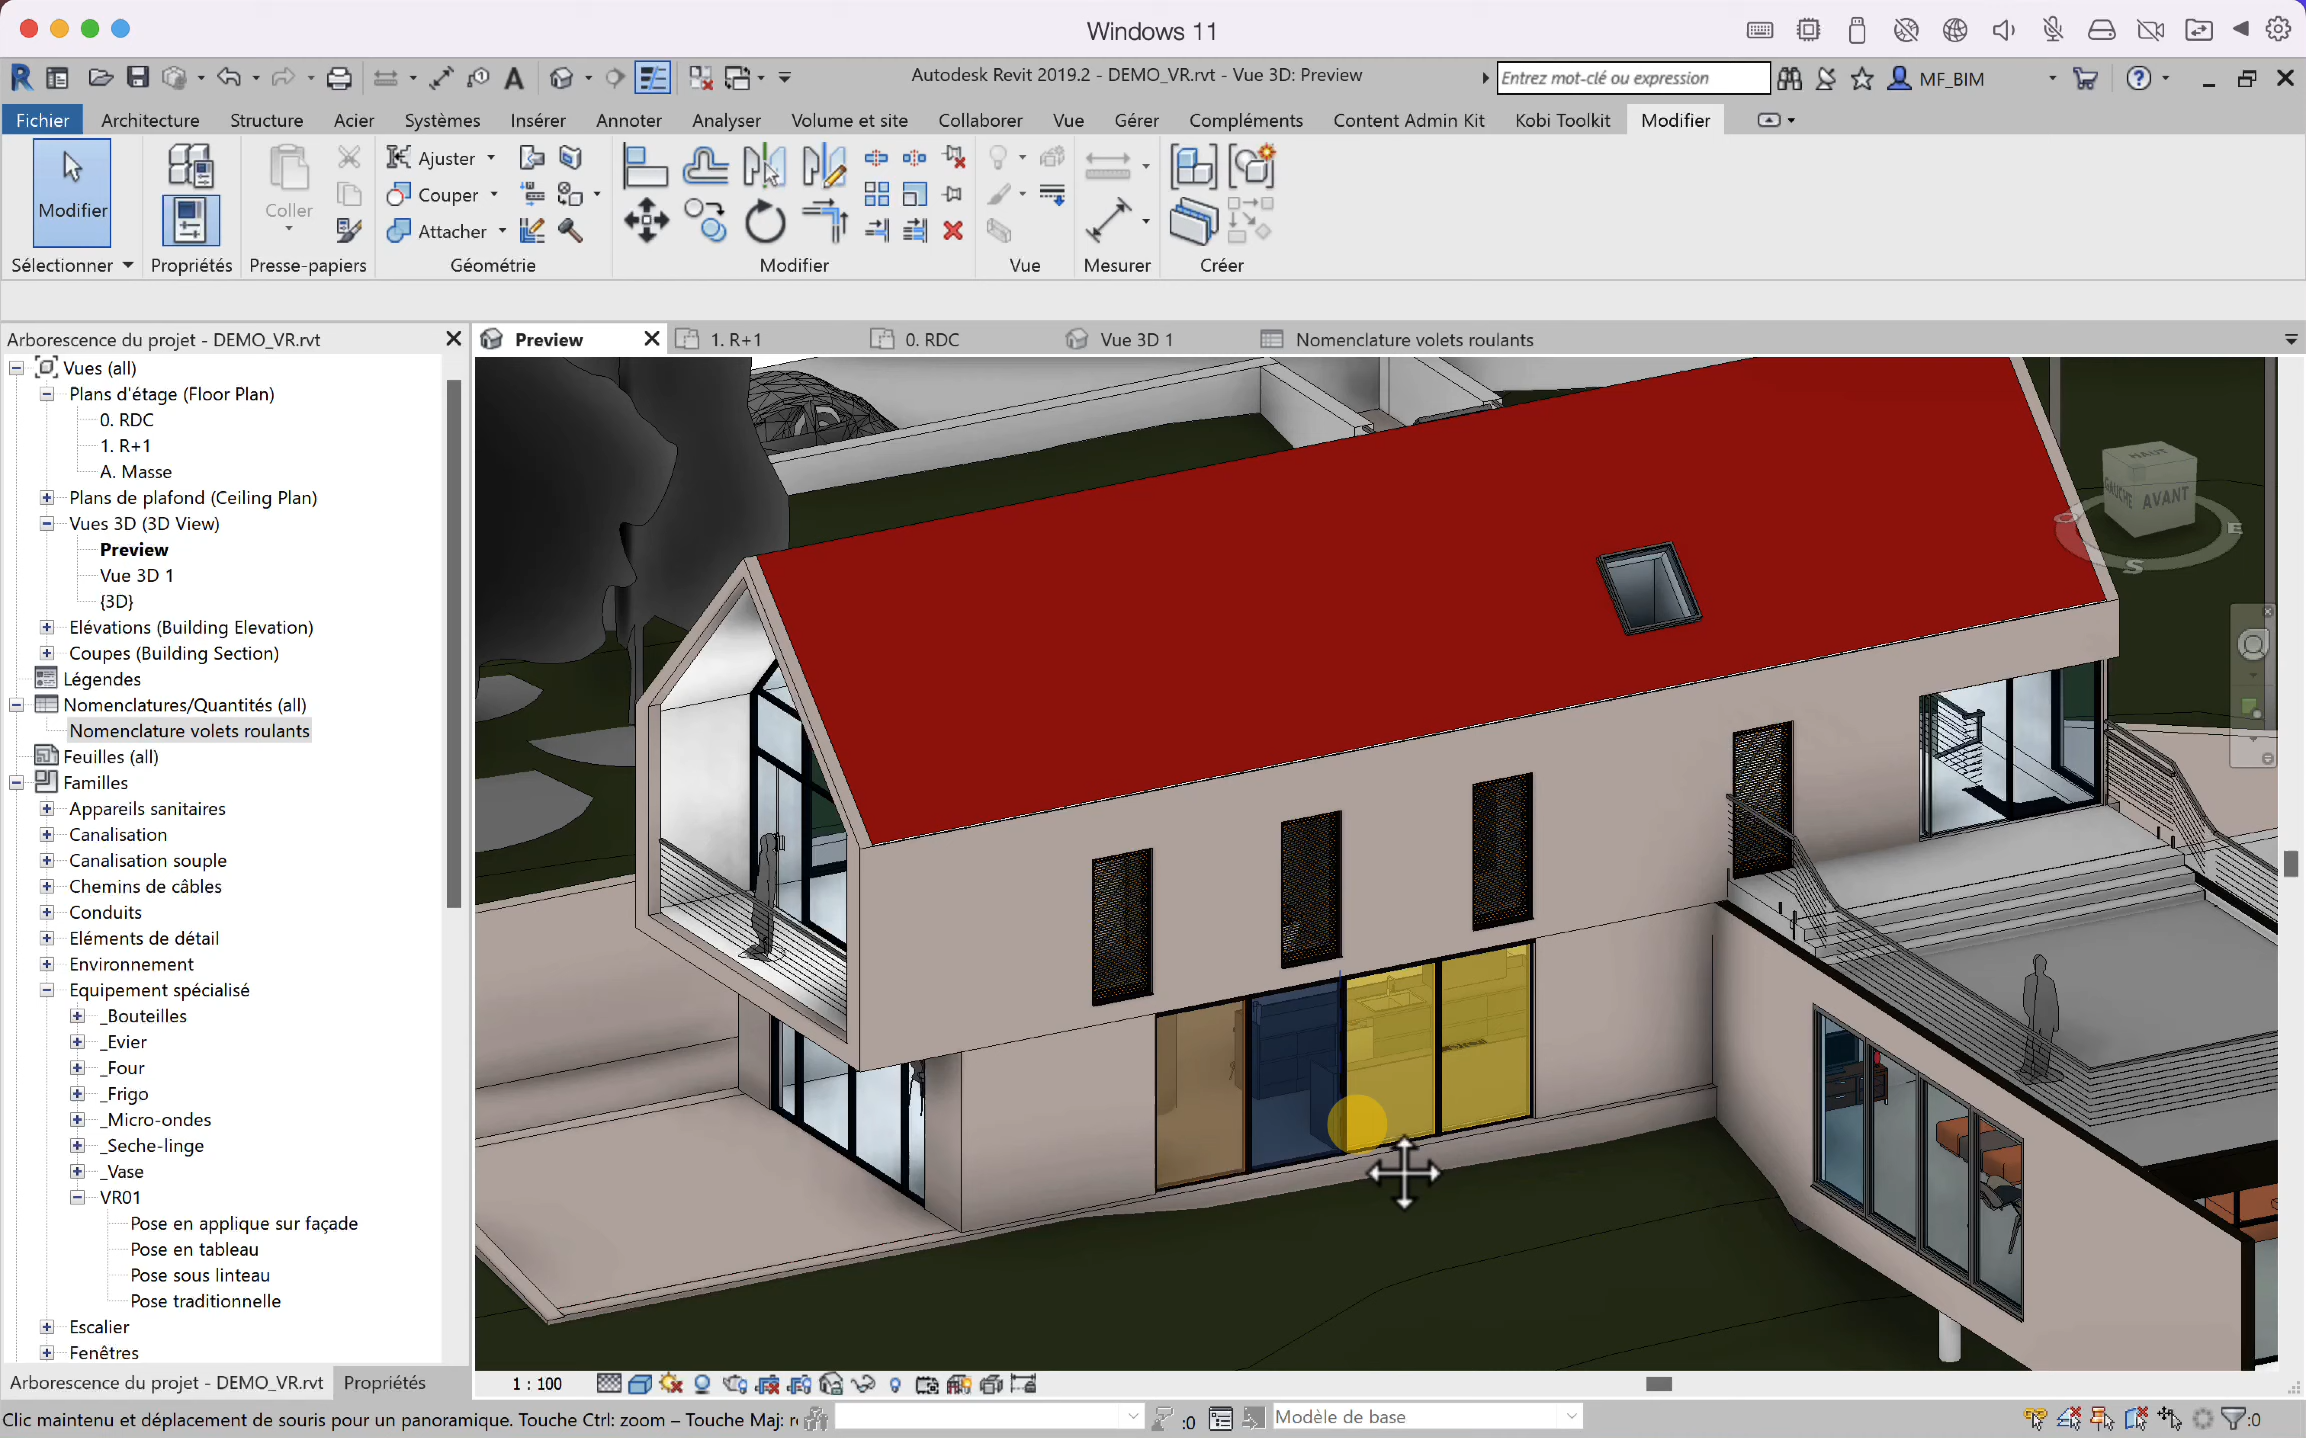 Windows 11
Autodesk Revit 2019.2 - DEMO_VR.rvt - Vue 3D: Preview
Entrez mot-clé ou expression
MF_BIM
Fichier
Architecture
Structure
Acier
Systèmes
Insérer
Annoter
Analyser
Volume et site
Collaborer
Vue
Gérer
Compléments
Content Admin Kit
Kobi Toolkit
Modifier
Modifier
Coller
Ajuster
Couper
Attacher
Sélectionner
Propriétés
Presse-papiers
Géométrie
Modifier
Vue
Mesurer
Créer
Arborescence du projet - DEMO_VR.rvt
Preview
1. R+1
0. RDC
Vue 3D 1
Nomenclature volets roulants
Vues (all)
Plans d'étage (Floor Plan)
0. RDC
1. R+1
A. Masse
Plans de plafond (Ceiling Plan)
Vues 3D (3D View)
Preview
Vue 3D 1
{3D}
Elévations (Building Elevation)
Coupes (Building Section)
Légendes
Nomenclatures/Quantités (all)
Nomenclature volets roulants
Feuilles (all)
Familles
Appareils sanitaires
Canalisation
Canalisation souple
Chemins de câbles
Conduits
Eléments de détail
Environnement
Equipement spécialisé
_Bouteilles
_Evier
_Four
_Frigo
_Micro-ondes
_Seche-linge
_Vase
VR01
Pose en applique sur façade
Pose en tableau
Pose sous linteau
Pose traditionnelle
Escalier
Fenêtres
HAUT
GAUCHE
AVANT
E
S
Arborescence du projet - DEMO_VR.rvt
Propriétés
1 : 100
Clic maintenu et déplacement de souris pour un panoramique. Touche Ctrl: zoom – Touche Maj: r
:0
Modèle de base
:0